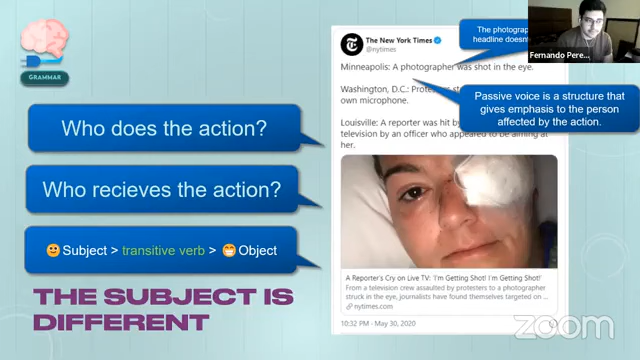 GRAMMAR
Who does the action?
Who recieves the action?
Subject > transitive verb > Object
THE SUBJECT IS
DIFFERENT
The New York Times
@nytimes
Minneapolis: A photographer was shot in the eye.
Washington, D.C.:
own microphone.
Louisville: A reporter was hit
television by an officer who appeared to be aiming at
her.
A Reporter's Cry on Live TV: 'I'm Getting Shot! I'm Getting Shot!'
From a television crew assaulted by protesters to a photographer
struck in the eye, journalists have found themselves targeted on ...
nytimes.com
10:32 PM · May 30, 2020
The
headline
Passive voice is a structure that
gives emphasis to the person
affected by the action.
Fernando Pere...
zoom